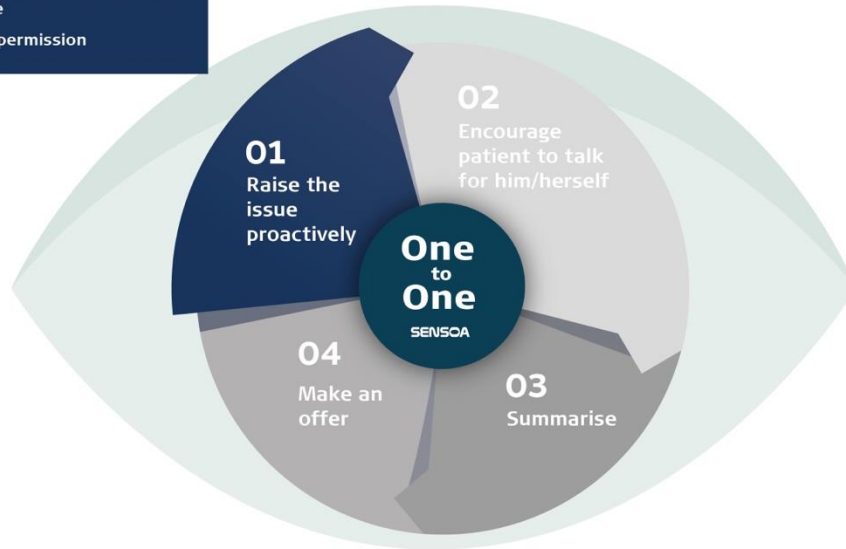 permission
01
Raise the
issue
proactively
02
Encourage
patient to talk
for him/herself
One
to
One
SENSOA
03
Summarise
04
Make an
offer